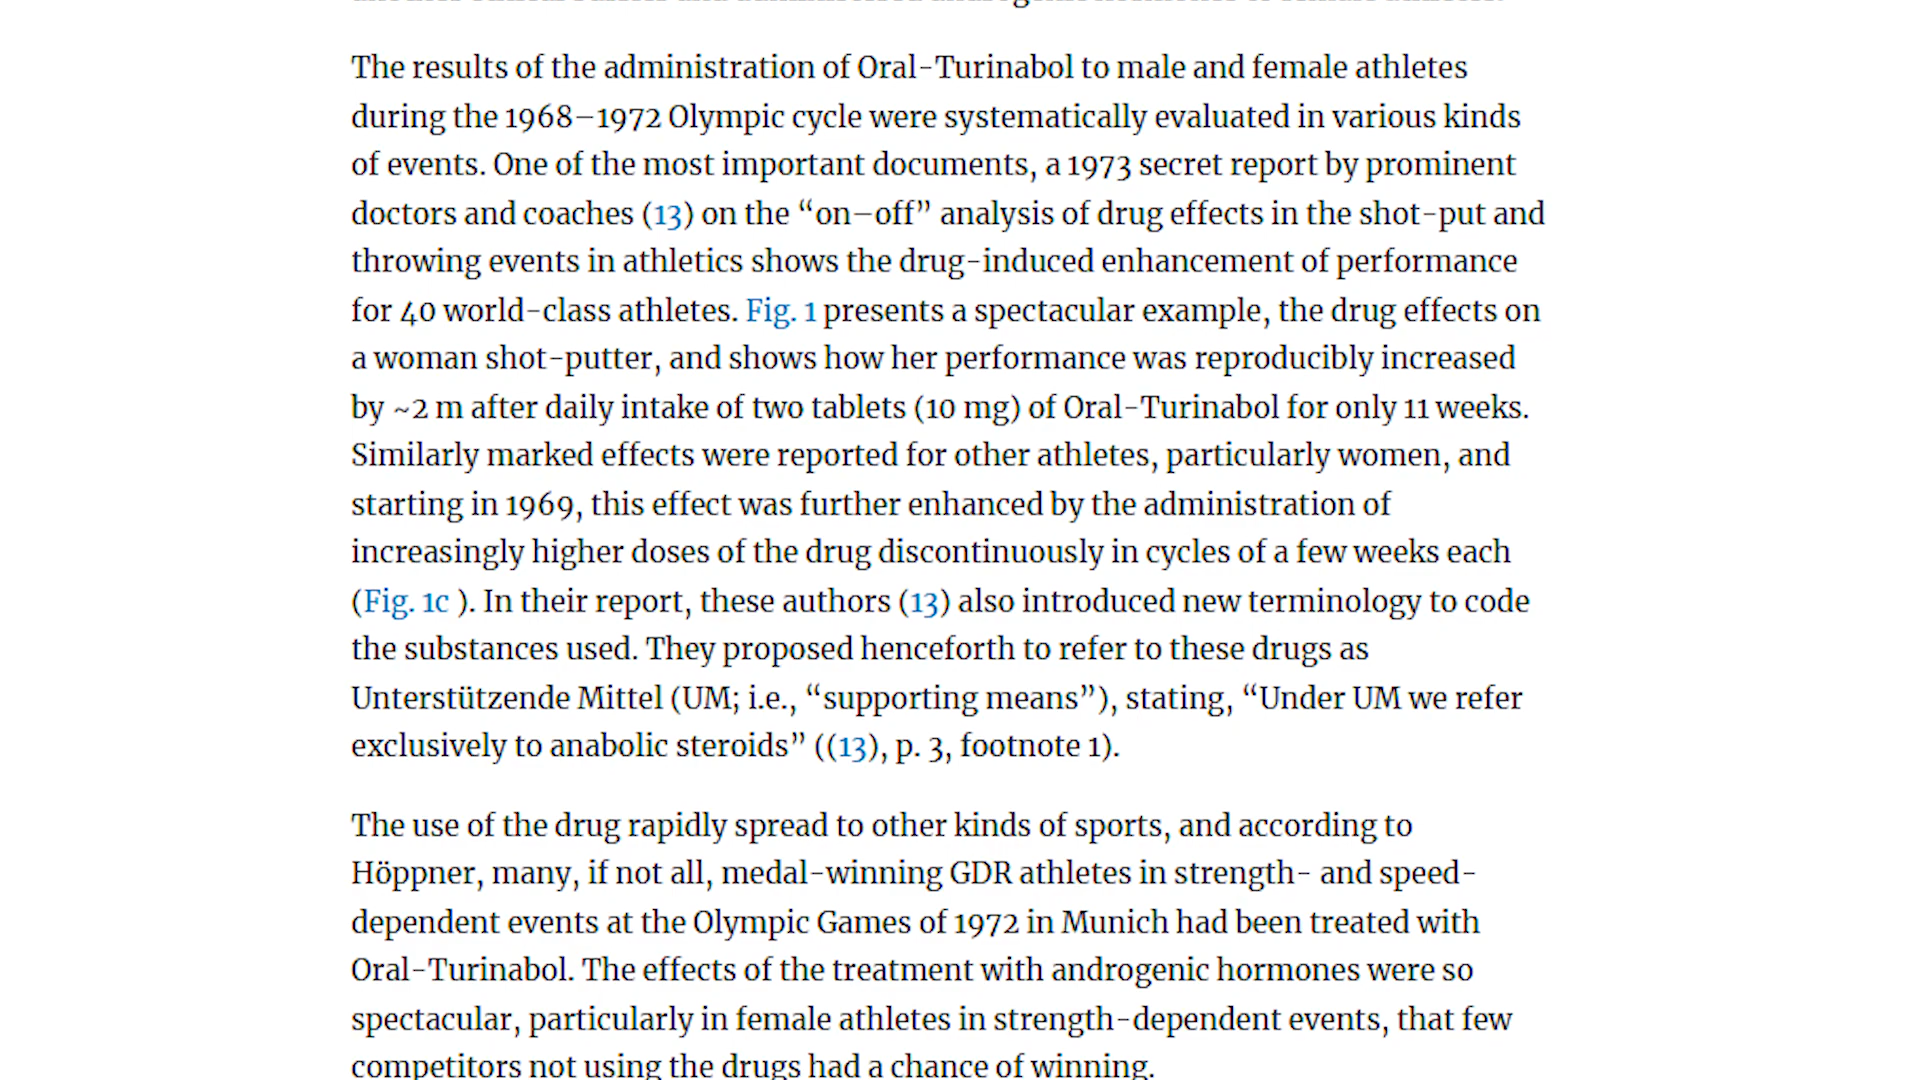 The results of the administration of Oral-Turinabol to male and female athletes
during the 1968–1972 Olympic cycle were systematically evaluated in various kinds
of events. One of the most important documents, a 1973 secret report by prominent
doctors and coaches (13) on the “on–off” analysis of drug effects in the shot-put and
throwing events in athletics shows the drug-induced enhancement of performance
for 40 world-class athletes. Fig. 1 presents a spectacular example, the drug effects on
a woman shot-putter, and shows how her performance was reproducibly increased
by ~2 m after daily intake of two tablets (10 mg) of Oral-Turinabol for only 11 weeks.
Similarly marked effects were reported for other athletes, particularly women, and
starting in 1969, this effect was further enhanced by the administration of
increasingly higher doses of the drug discontinuously in cycles of a few weeks each
(Fig. 1c ). In their report, these authors (13) also introduced new terminology to code
the substances used. They proposed henceforth to refer to these drugs as
Unterstützende Mittel (UM; i.e., “supporting means”), stating, “Under UM we refer
exclusively to anabolic steroids” ((13), p. 3, footnote 1).
The use of the drug rapidly spread to other kinds of sports, and according to
Höppner, many, if not all, medal-winning GDR athletes in strength- and speed-
dependent events at the Olympic Games of 1972 in Munich had been treated with
Oral-Turinabol. The effects of the treatment with androgenic hormones were so
spectacular, particularly in female athletes in strength-dependent events, that few
competitors not using the drugs had a chance of winning.